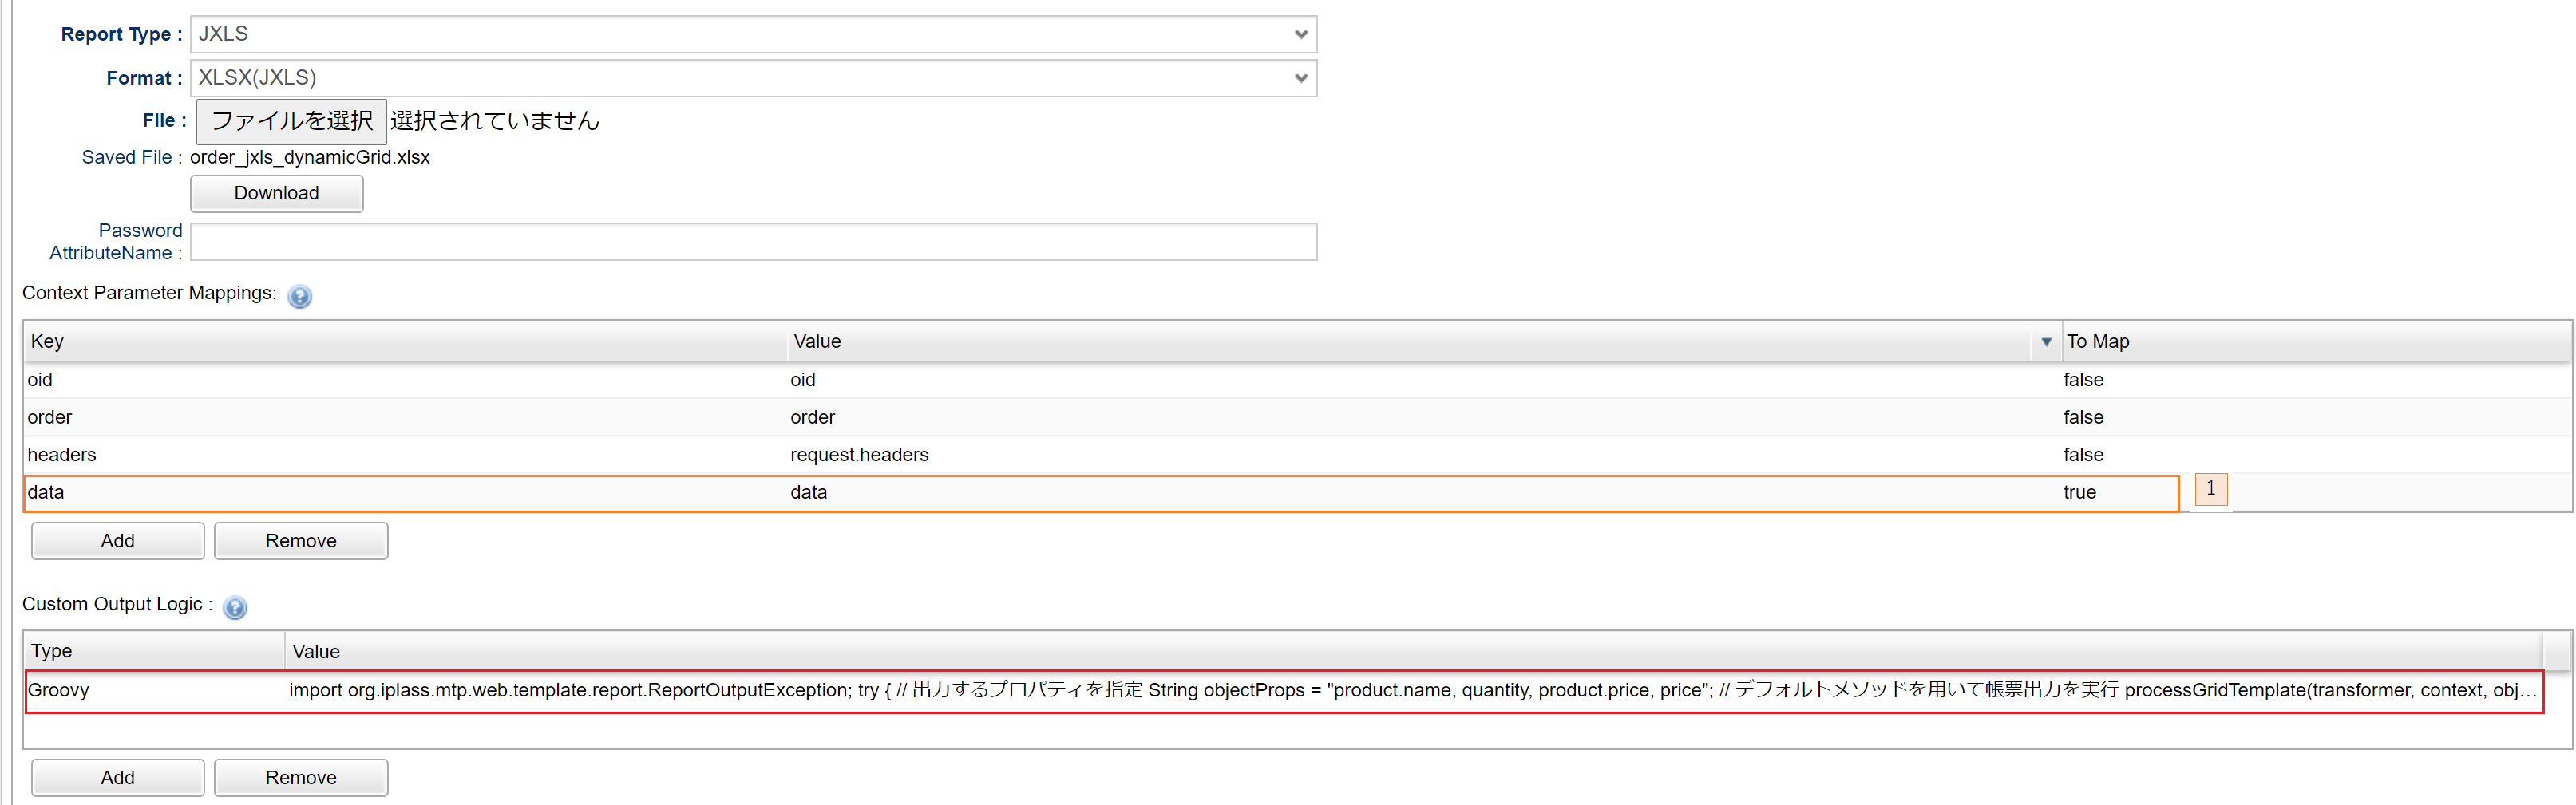 Report Type : JXLS
Format : XLSX(JXLS)
File : ファイルを選択 選択されていません
Saved File : order_jxls_dynamicGrid.xlsx
Download
Password
AttributeName :
Context Parameter Mappings: ?
Key Value To Map
oid oid false
order order false
headers request.headers false
data data true 1
Add Remove
Custom Output Logic : ?
Type Value
Groovy import org.iplass.mtp.web.template.report.ReportOutputException; try { // 出力するプロパティを指定 String objectProps = "product.name, quantity, product.price, price"; // デフォルトメソッドを用いて帳票出力を実行 processGridTemplate(transformer, context, obj...
Add Remove